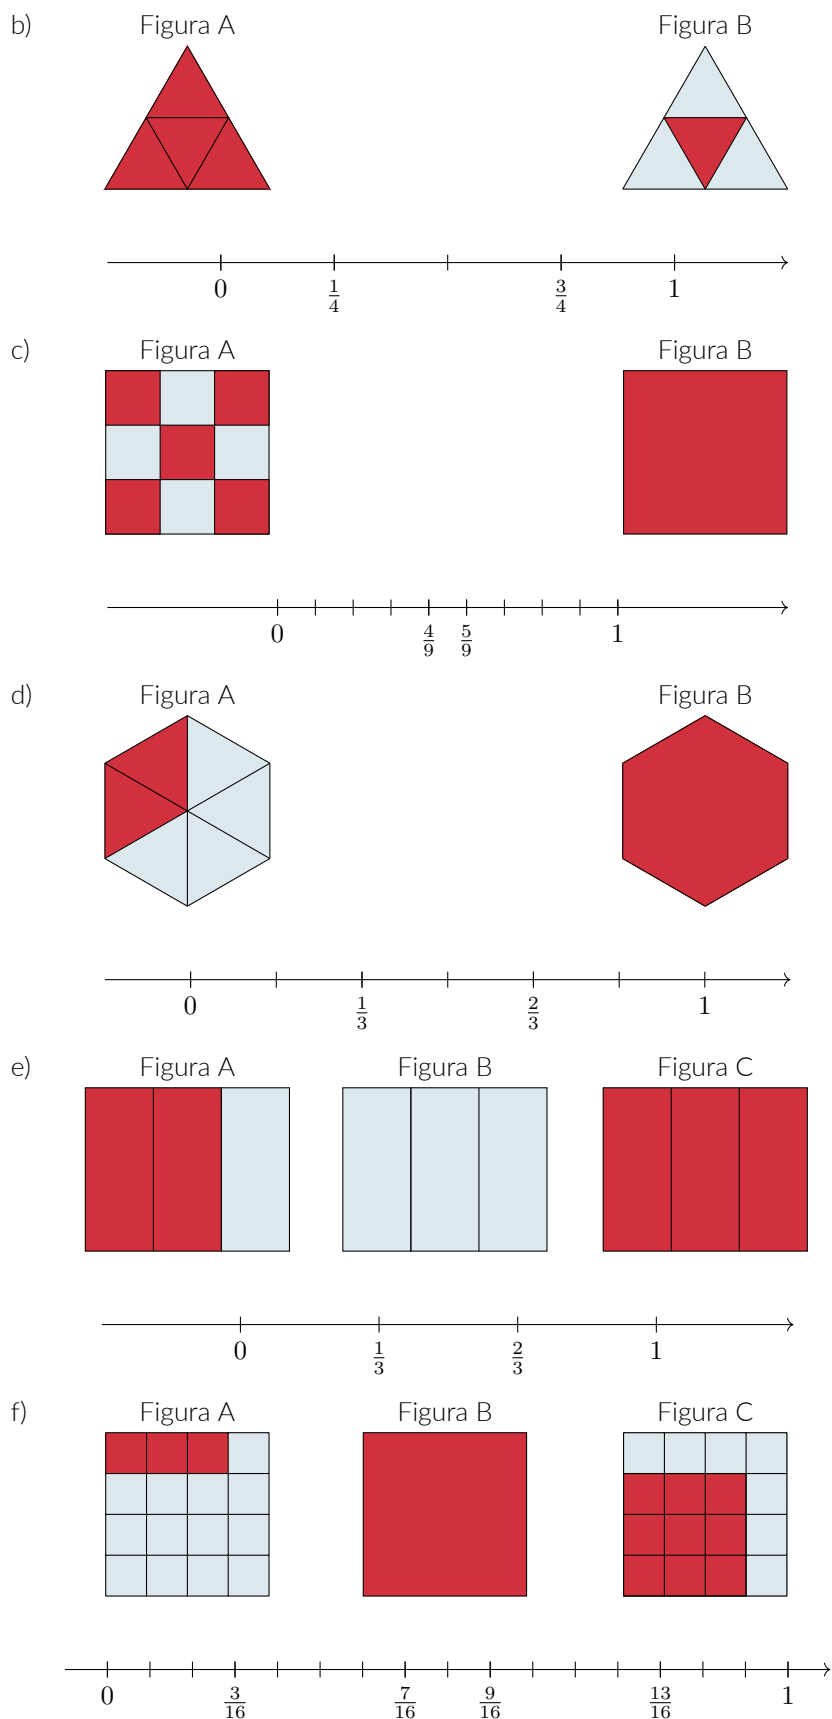 b) Figura A Figura B
0 1/4 3/4 1
c) Figura A Figura B
0 4/9 5/9 1
d) Figura A Figura B
0 1/3 2/3 1
e) Figura A Figura B Figura C
0 1/3 2/3 1
f) Figura A Figura B Figura C
0 3/16 7/16 9/16 13/16 1